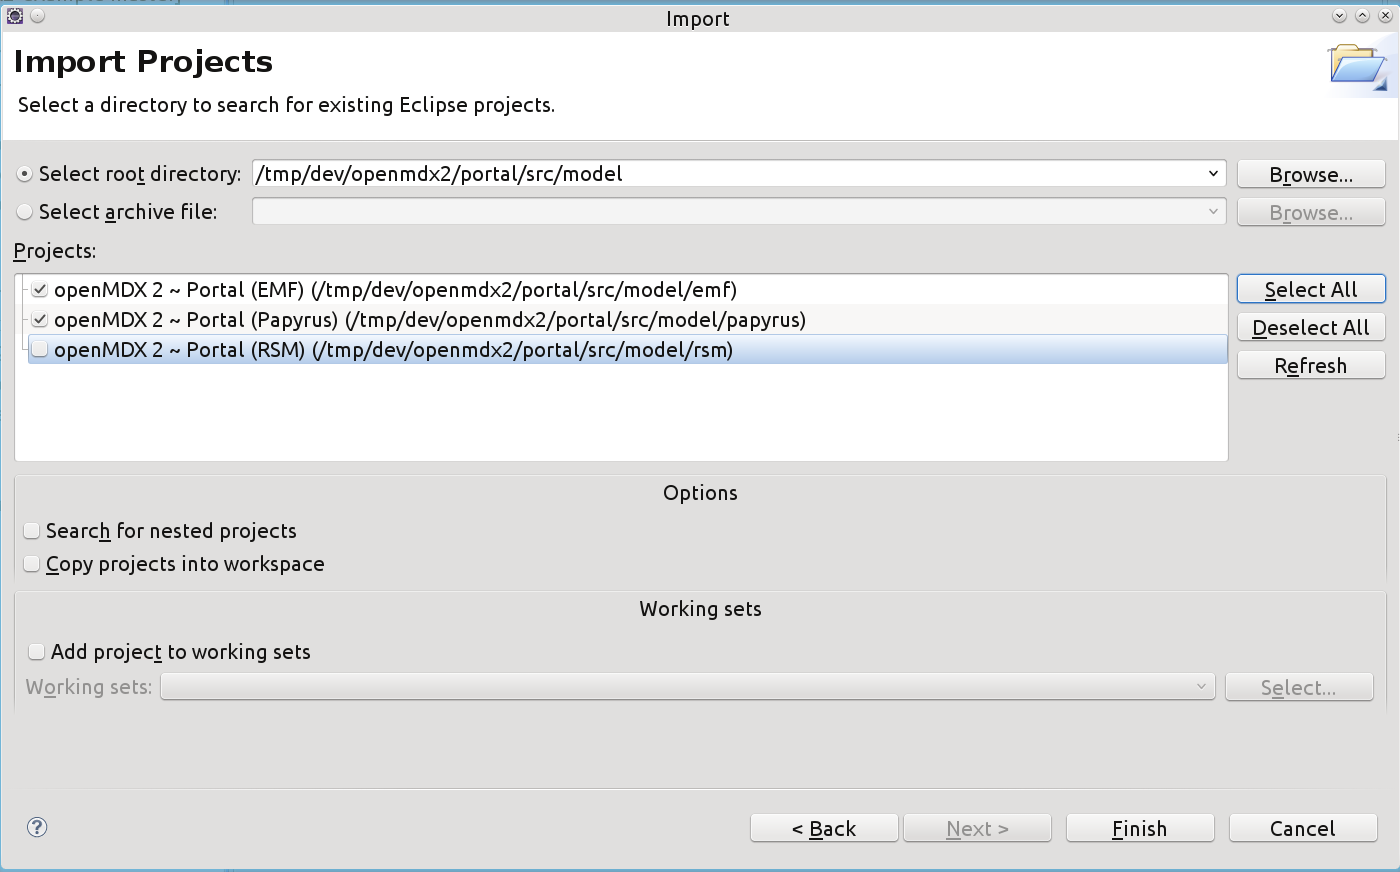 Import
Import Projects
Select a directory to search for existing Eclipse projects.
Select root directory: /tmp/dev/openmdx2/portal/src/model Browse...
Select archive file: Browse...
Projects:
openMDX 2 ~ Portal (EMF) (/tmp/dev/openmdx2/portal/src/model/emf) Select All
openMDX 2 ~ Portal (Papyrus) (/tmp/dev/openmdx2/portal/src/model/papyrus) Deselect All
openMDX 2 ~ Portal (RSM) (/tmp/dev/openmdx2/portal/src/model/rsm) Refresh
Options
Search for nested projects
Copy projects into workspace
Working sets
Add project to working sets
Working sets: Select...
? < Back Next > Finish Cancel